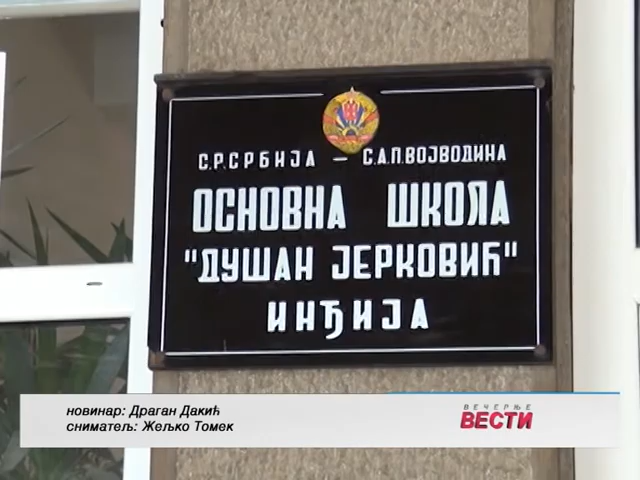 С.Р.СРБИЈА – С.А.П.ВОЈВОДИНА
ОСНОВНА ШКОЛА
"ДУШАН ЈЕРКОВИЋ"
ИНЂИЈА
новинар: Драган Дакић
сниматељ: Жељко Томек
ВЕЧЕРЊЕ
ВЕСТИ